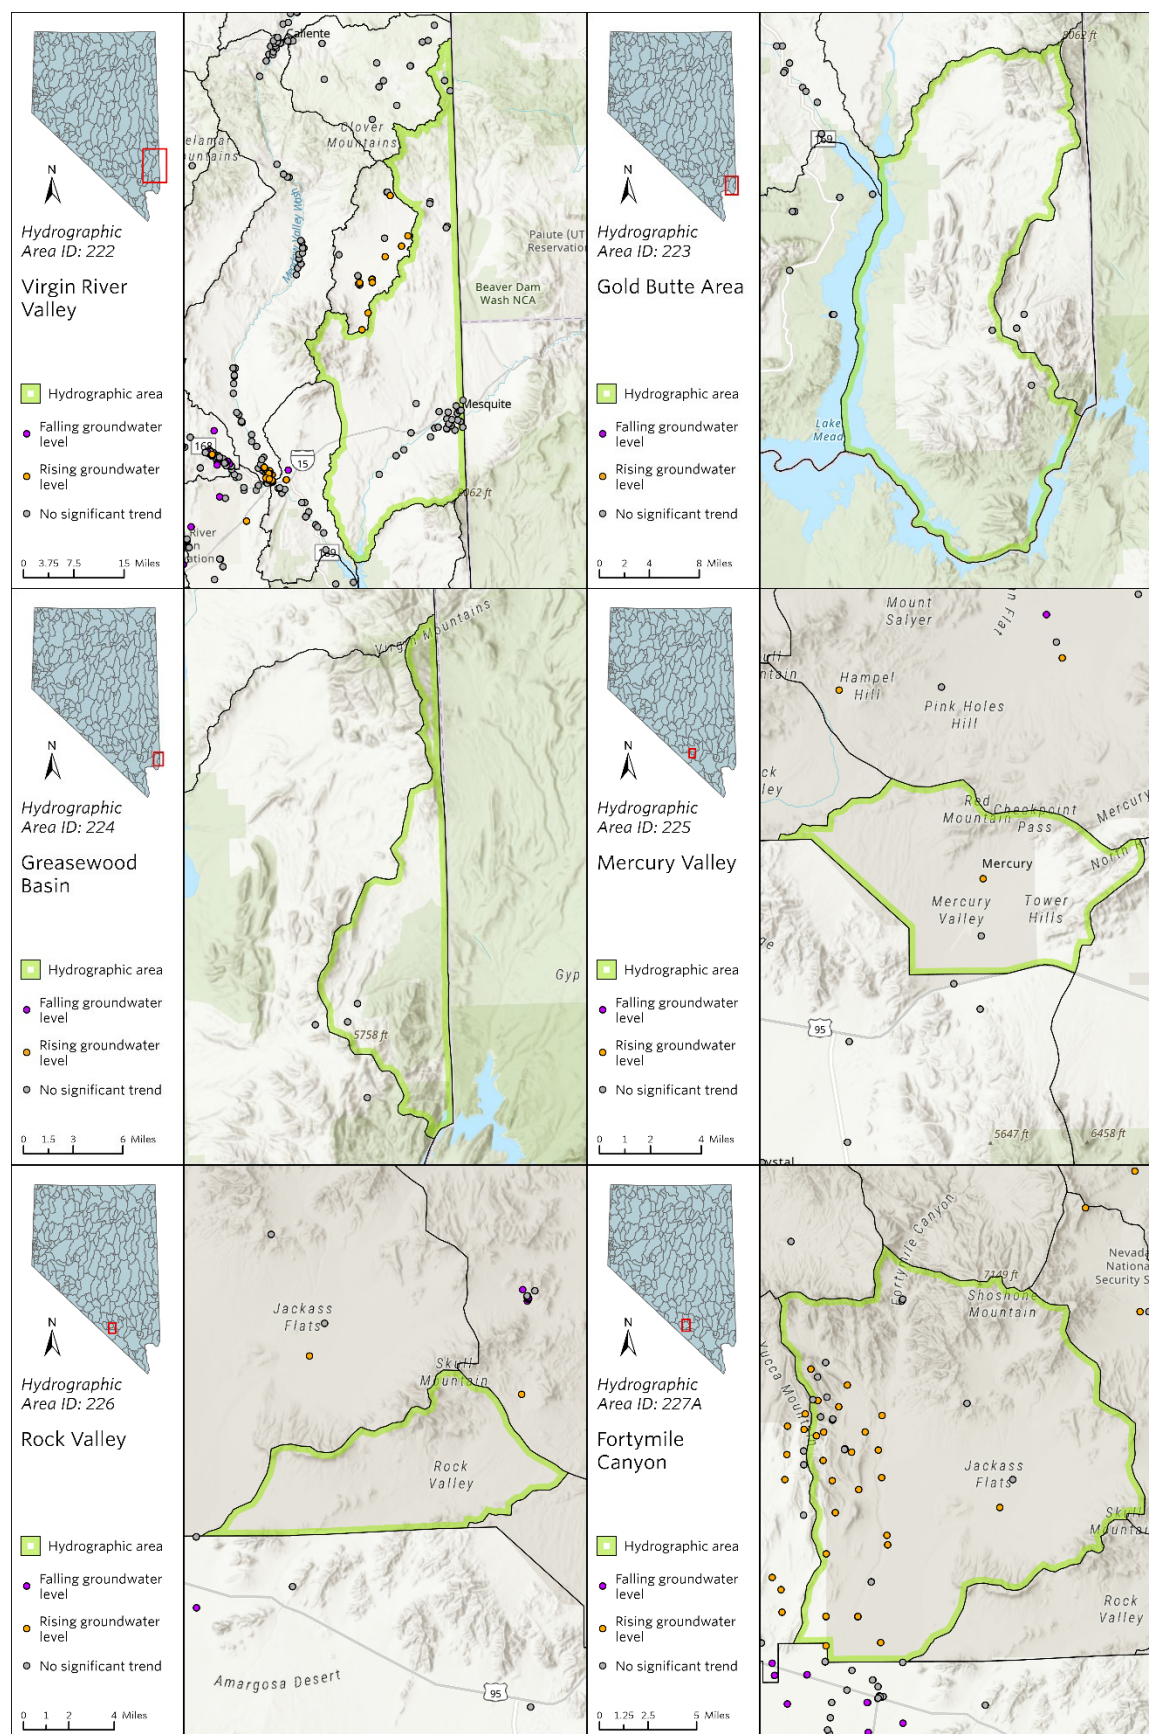 N
Hydrographic
Area ID: 222
Virgin River
Valley
Hydrographic area
Falling groundwater
level
Rising groundwater
level
No significant trend
0 3.75 7.5 15 Miles
Caliente
Clover
Mountains
Meadow Valley Wash
Paiute (UT)
Reservation
Beaver Dam
Wash NCA
Mesquite
168
15
169
8062 ft
River
N
Hydrographic
Area ID: 223
Gold Butte Area
Hydrographic area
Falling groundwater
level
Rising groundwater
level
No significant trend
0 2 4 8 Miles
8062 ft
169
Lake
Mead
N
Hydrographic
Area ID: 224
Greasewood
Basin
Hydrographic area
Falling groundwater
level
Rising groundwater
level
No significant trend
0 1.5 3 6 Miles
Virgin Mountains
Gyp
5758 ft
N
Hydrographic
Area ID: 225
Mercury Valley
Hydrographic area
Falling groundwater
level
Rising groundwater
level
No significant trend
0 1 2 4 Miles
Mount
Salyer
n Flat
Hampel
Hill
Pink Holes
Hill
Red
Mountain
Checkpoint
Pass
Mercury
Mercury
Mercury
Valley
Tower
Hills
95
5647 ft
6458 ft
N
Hydrographic
Area ID: 226
Rock Valley
Hydrographic area
Falling groundwater
level
Rising groundwater
level
No significant trend
0 1 2 4 Miles
Jackass
Flats
Skull
Mountain
Rock
Valley
Amargosa Desert
95
N
Hydrographic
Area ID: 227A
Fortymile
Canyon
Hydrographic area
Falling groundwater
level
Rising groundwater
level
No significant trend
0 1.25 2.5 5 Miles
Fortymile Canyon
7149 ft
Shoshone
Mountain
Nevada
National
Security S
Yucca Mountain
Jackass
Flats
Skull
Mountain
Rock
Valley